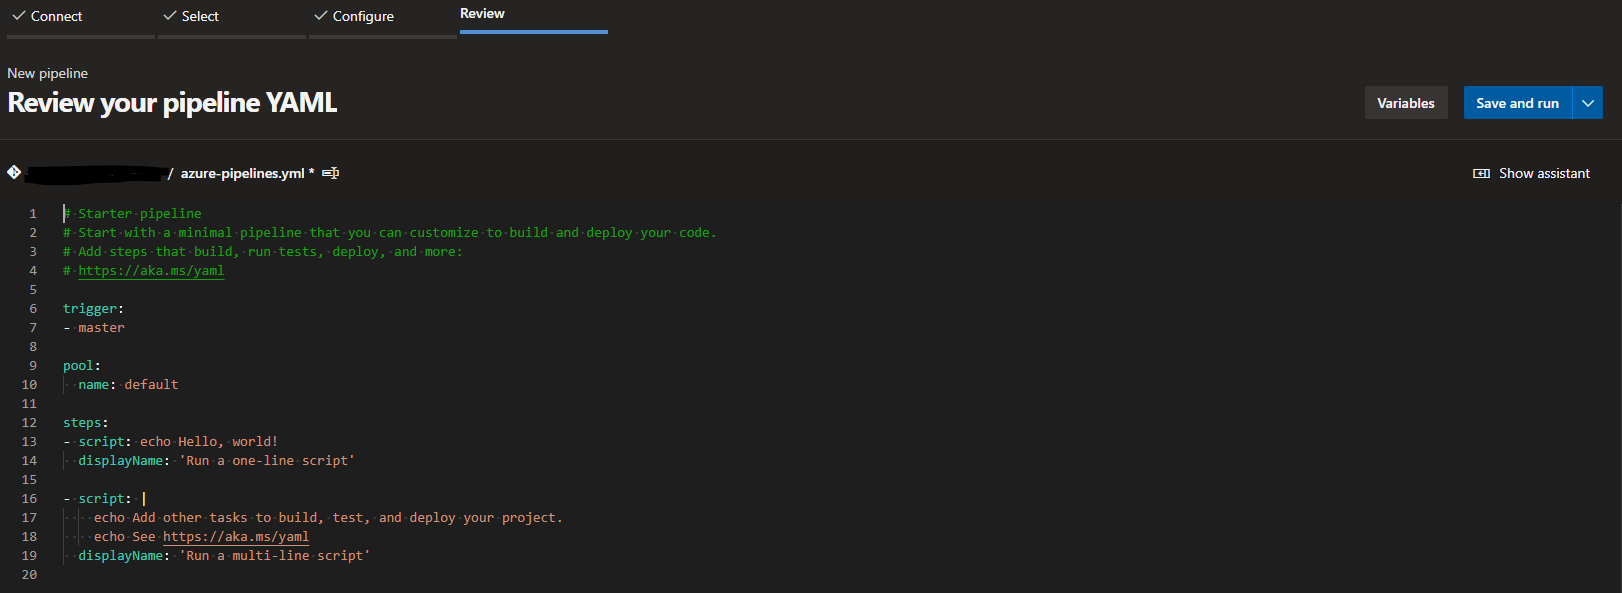 Connect
Select
Configure
Review
New pipeline
Review your pipeline YAML
Variables
Save and run
/ azure-pipelines.yml *
Show assistant
1 # Starter pipeline
2 # Start with a minimal pipeline that you can customize to build and deploy your code.
3 # Add steps that build, run tests, deploy, and more:
4 # https://aka.ms/yaml
5
6 trigger:
7 - master
8
9 pool:
10   name: default
11
12 steps:
13 - script: echo Hello, world!
14   displayName: 'Run a one-line script'
15
16 - script: |
17     echo Add other tasks to build, test, and deploy your project.
18     echo See https://aka.ms/yaml
19   displayName: 'Run a multi-line script'
20